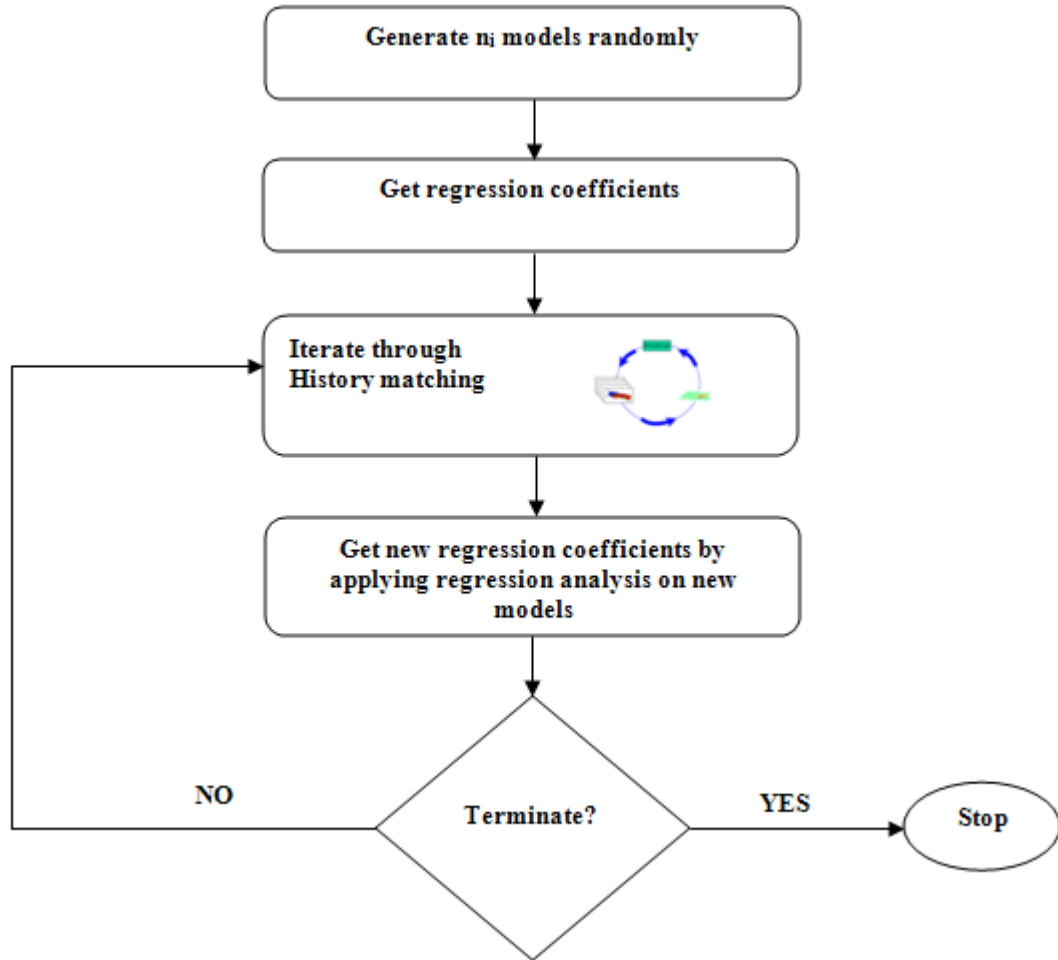 Generate nᵢ models randomly
Get regression coefficients
Iterate through
History matching
Get new regression coefficients by
applying regression analysis on new
models
Terminate?
NO
YES
Stop